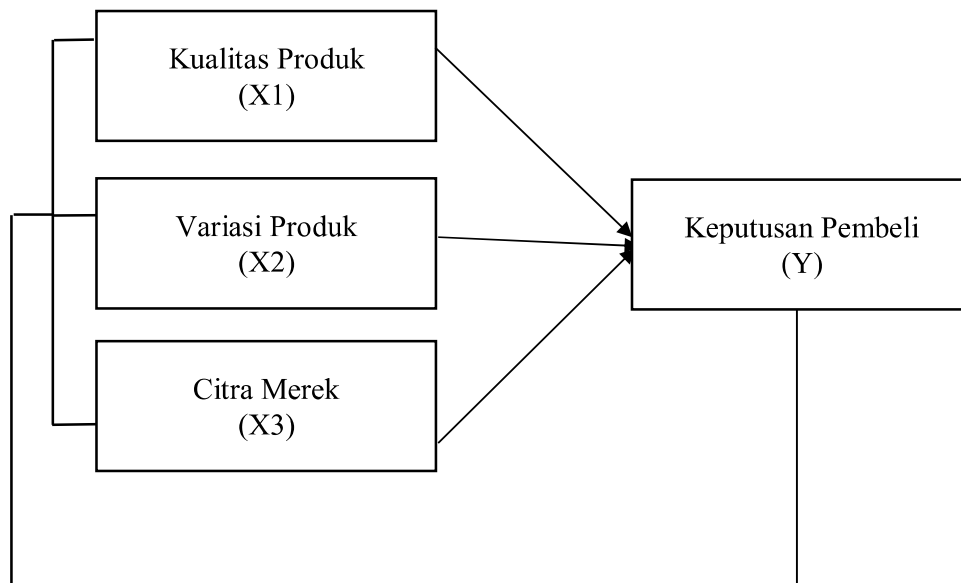 Kualitas Produk
(X1)
Variasi Produk
(X2)
Keputusan Pembeli
(Y)
Citra Merek
(X3)